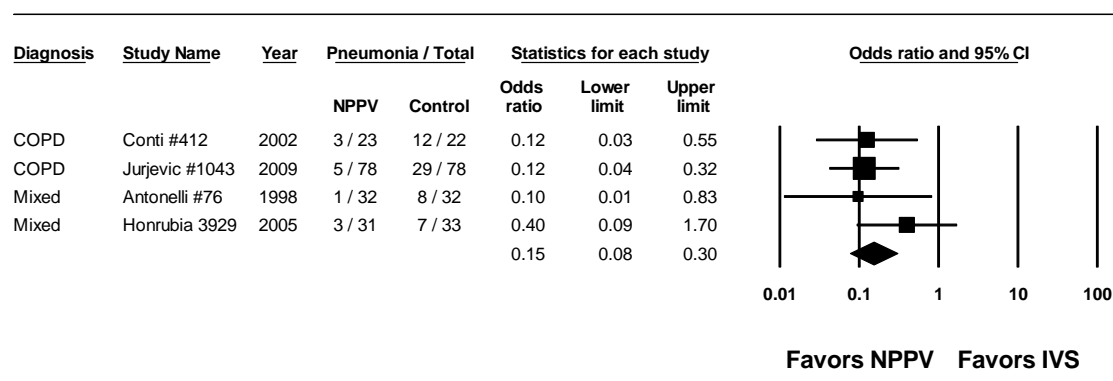 Diagnosis Study Name Year Pneumonia / Total Statistics for each study Odds ratio and 95% CI
NPPV Control Odds ratio Lower limit Upper limit
COPD Conti #412 2002 3 / 23 12 / 22 0.12 0.03 0.55
COPD Jurjevic #1043 2009 5 / 78 29 / 78 0.12 0.04 0.32
Mixed Antonelli #76 1998 1 / 32 8 / 32 0.10 0.01 0.83
Mixed Honrubia 3929 2005 3 / 31 7 / 33 0.40 0.09 1.70
0.15 0.08 0.30
0.01 0.1 1 10 100
Favors NPPV Favors IVS